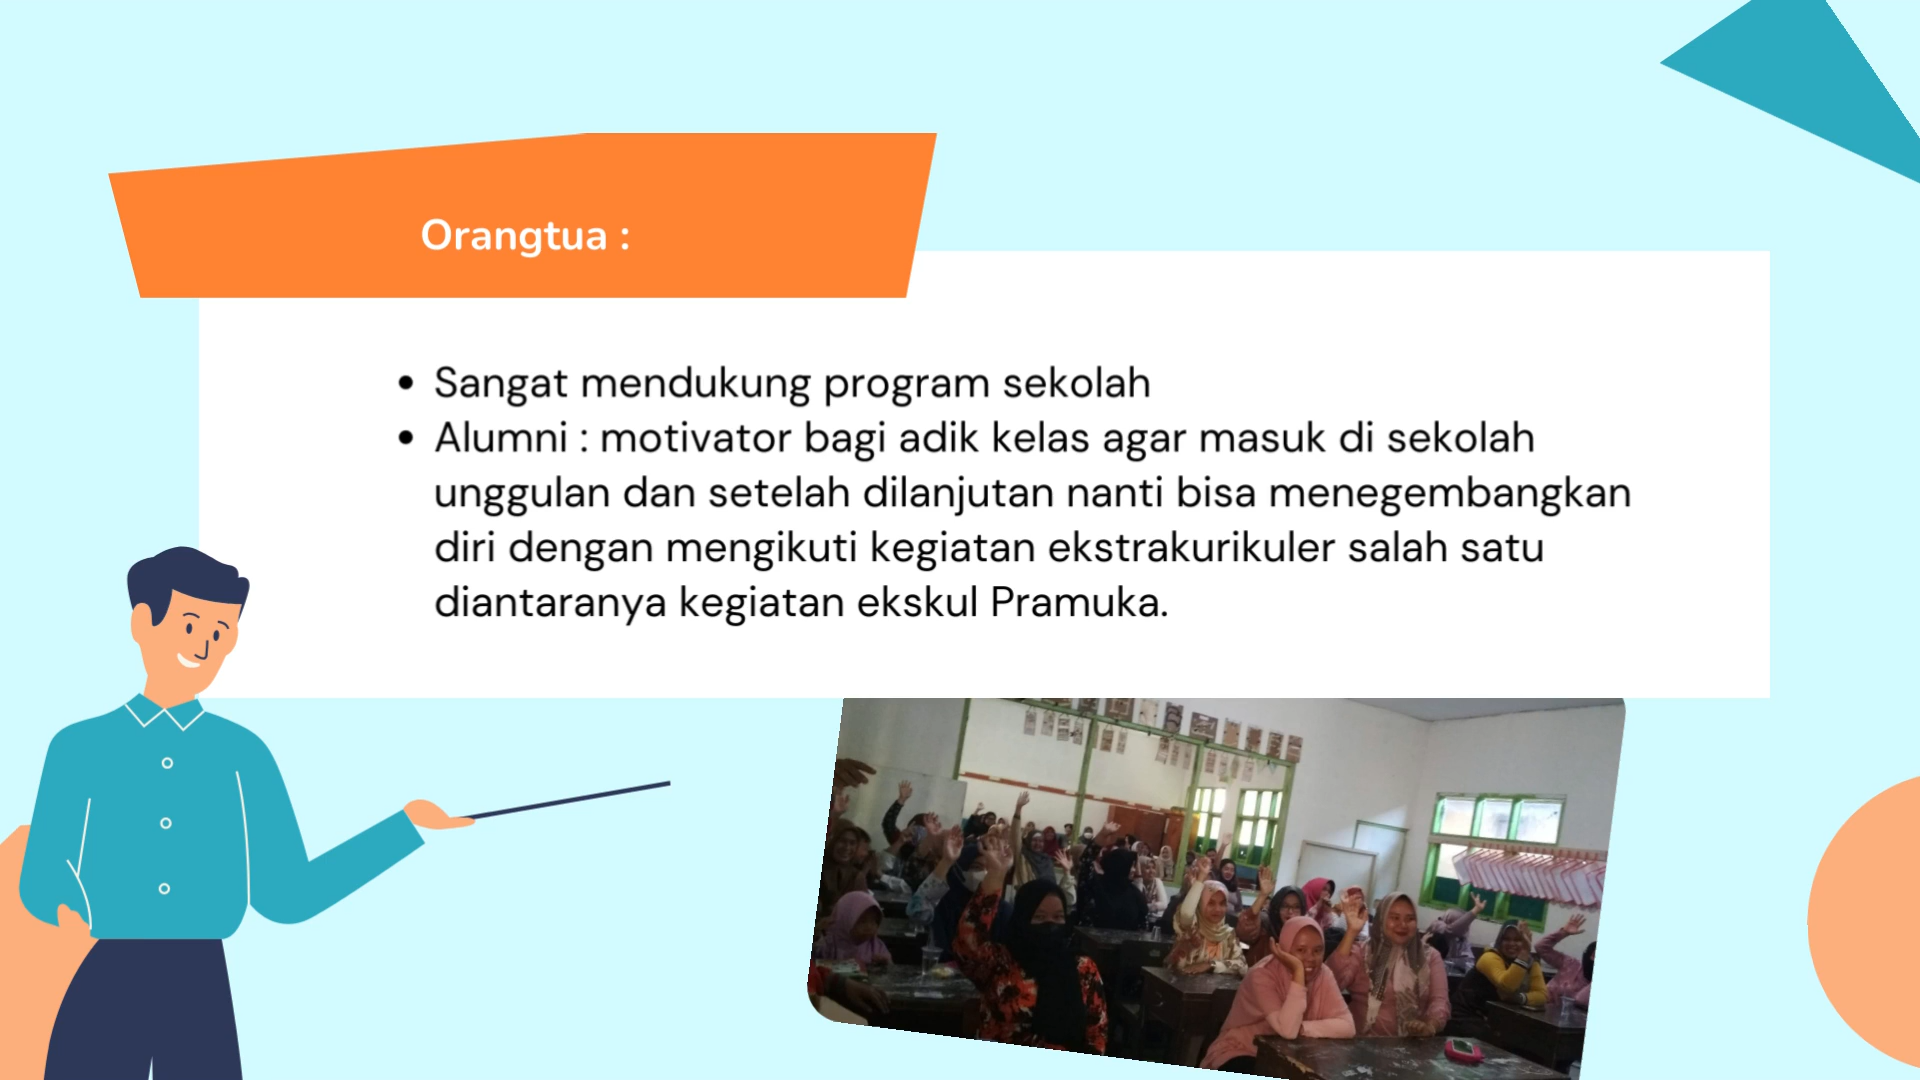 Orangtua :
• Sangat mendukung program sekolah
• Alumni : motivator bagi adik kelas agar masuk di sekolah
unggulan dan setelah dilanjutan nanti bisa menegembangkan
diri dengan mengikuti kegiatan ekstrakurikuler salah satu
diantaranya kegiatan ekskul Pramuka.